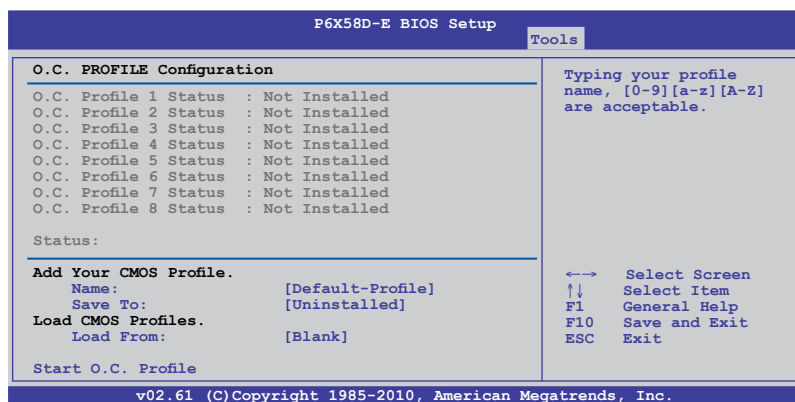 P6X58D-E BIOS Setup
Tools
O.C. PROFILE Configuration
O.C. Profile 1 Status : Not Installed
O.C. Profile 2 Status : Not Installed
O.C. Profile 3 Status : Not Installed
O.C. Profile 4 Status : Not Installed
O.C. Profile 5 Status : Not Installed
O.C. Profile 6 Status : Not Installed
O.C. Profile 7 Status : Not Installed
O.C. Profile 8 Status : Not Installed
Status:
Add Your CMOS Profile.
Name: [Default-Profile]
Save To: [Uninstalled]
Load CMOS Profiles.
Load From: [Blank]
Start O.C. Profile
Typing your profile
name, [0-9][a-z][A-Z]
are acceptable.
←→ Select Screen
↑↓ Select Item
F1 General Help
F10 Save and Exit
ESC Exit
v02.61 (C)Copyright 1985-2010, American Megatrends, Inc.